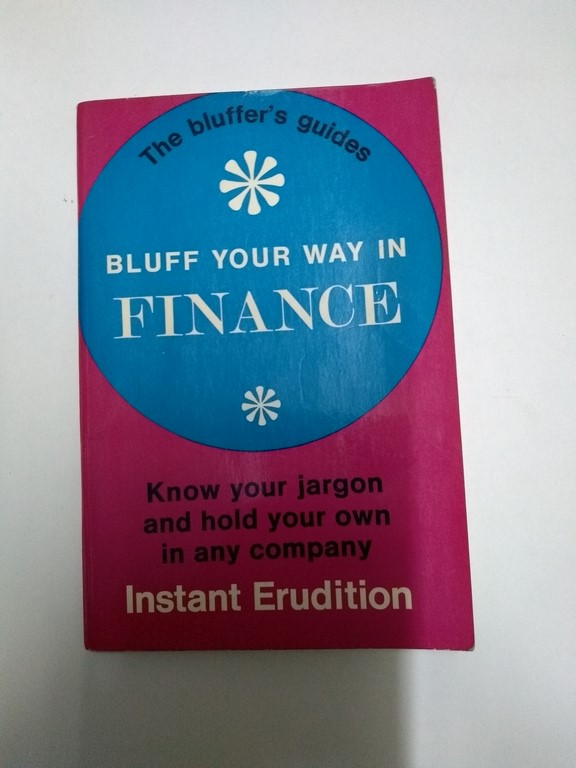 The bluffer's guides
BLUFF YOUR WAY IN
FINANCE
Know your jargon
and hold your own
in any company
Instant Erudition